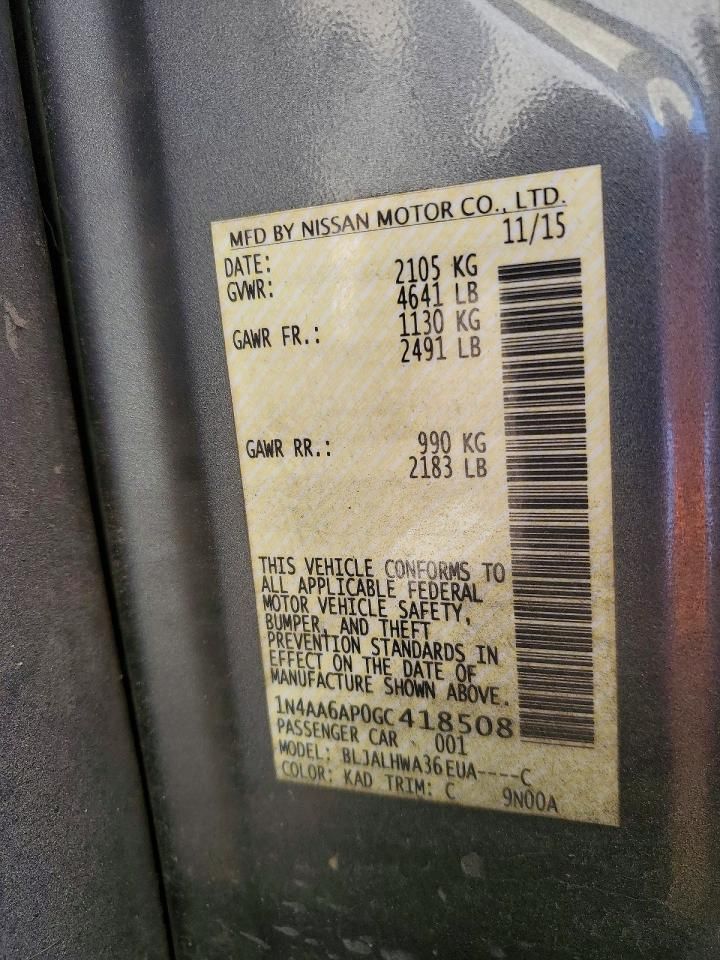 MFD BY NISSAN MOTOR CO., LTD.
DATE: 11/15
GVWR: 2105 KG
4641 LB
GAWR FR.: 1130 KG
2491 LB
GAWR RR.: 990 KG
2183 LB
THIS VEHICLE CONFORMS TO
ALL APPLICABLE FEDERAL
MOTOR VEHICLE SAFETY,
BUMPER, AND THEFT
PREVENTION STANDARDS IN
EFFECT ON THE DATE OF
MANUFACTURE SHOWN ABOVE.
1N4AA6AP0GC418508
PASSENGER CAR 001
MODEL: BLJALHWA36EUA----C
COLOR: KAD TRIM: C 9N00A